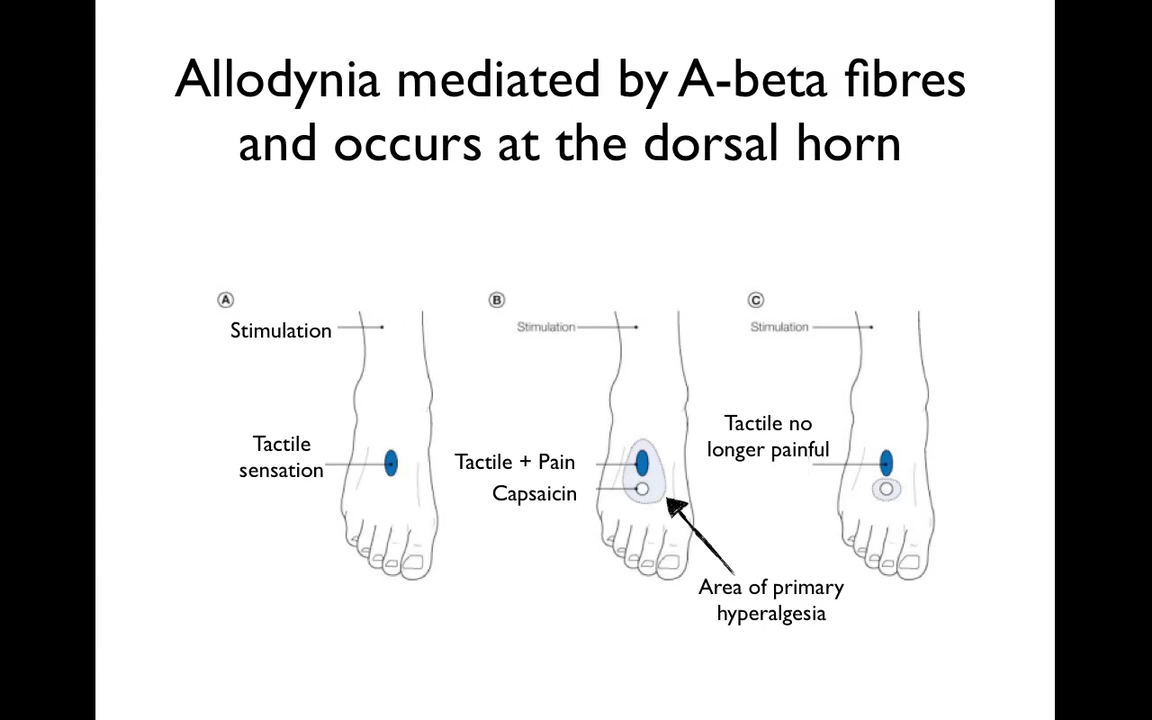 Allodynia mediated by A-beta fibres
and occurs at the dorsal horn
A
Stimulation
Tactile
sensation
B
Stimulation
Tactile + Pain
Capsaicin
C
Stimulation
Tactile no
longer painful
Area of primary
hyperalgesia